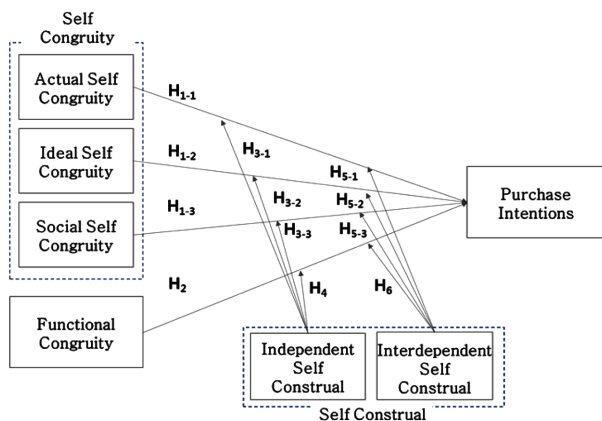 Self
Congruity
Actual Self
Congruity
Ideal Self
Congruity
Social Self
Congruity
Functional
Congruity
H1-1
H1-2
H1-3
H2
H3-1
H3-2
H3-3
H4
H5-1
H5-2
H5-3
H6
Purchase
Intentions
Independent
Self
Construal
Interdependent
Self
Construal
Self Construal